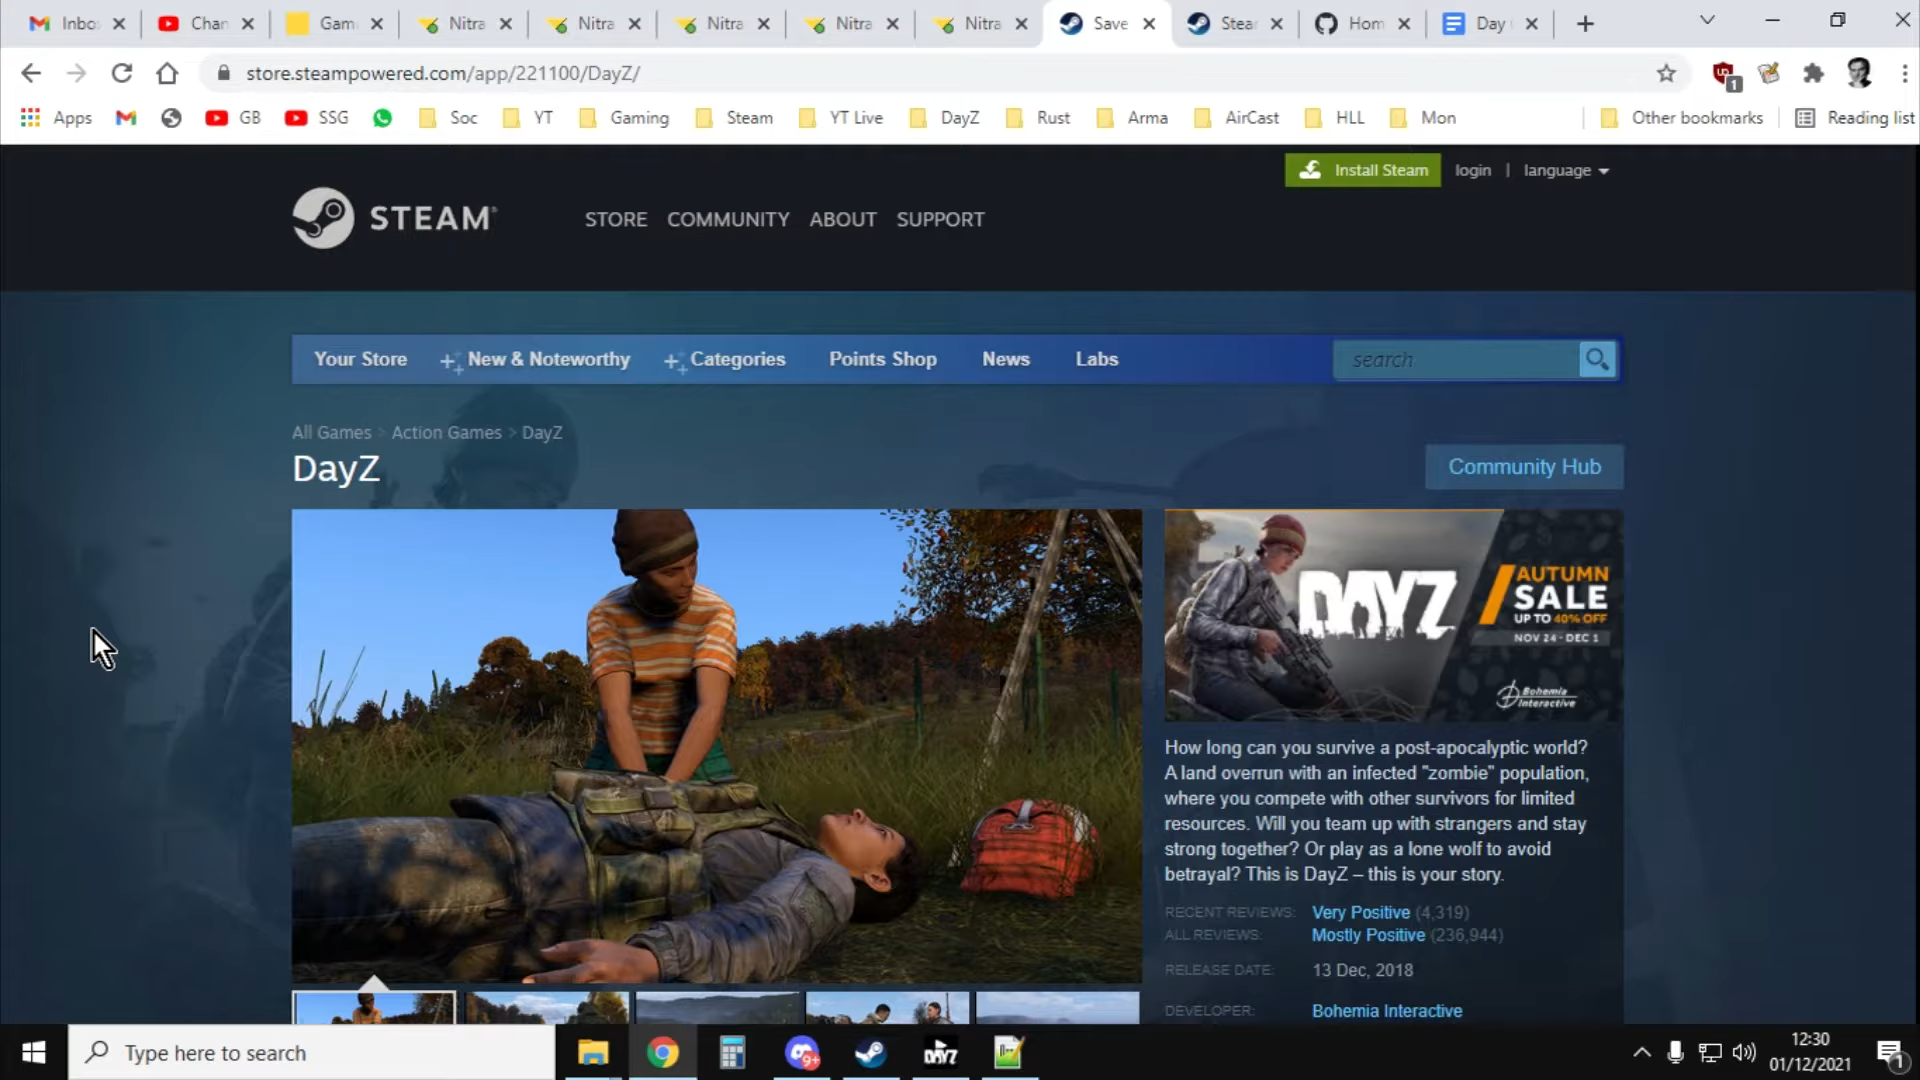 Inbo
Chan
Gam
Nitra
Nitra
Nitra
Nitra
Nitra
Save
Stear
Hom
Day
store.steampowered.com/app/221100/DayZ/
1
Apps
GB
SSG
Soc
YT
Gaming
Steam
YT Live
DayZ
Rust
Arma
AirCast
HLL
Mon
Other bookmarks
Reading list
Install Steam
login | language
STEAM
STORE COMMUNITY ABOUT SUPPORT
Your Store
New & Noteworthy
Categories
Points Shop
News
Labs
search
All Games > Action Games > DayZ
DayZ
Community Hub
DAYZ
AUTUMN
SALE
UP TO 40% OFF
NOV 24 - DEC 1
Bohemia
Interactive
How long can you survive a post-apocalyptic world?
A land overrun with an infected "zombie" population,
where you compete with other survivors for limited
resources. Will you team up with strangers and stay
strong together? Or play as a lone wolf to avoid
betrayal? This is DayZ – this is your story.
RECENT REVIEWS: Very Positive (4,319)
ALL REVIEWS: Mostly Positive (236,944)
RELEASE DATE: 13 Dec, 2018
DEVELOPER: Bohemia Interactive
Type here to search
9+
DAYZ
12:30
01/12/2021
1